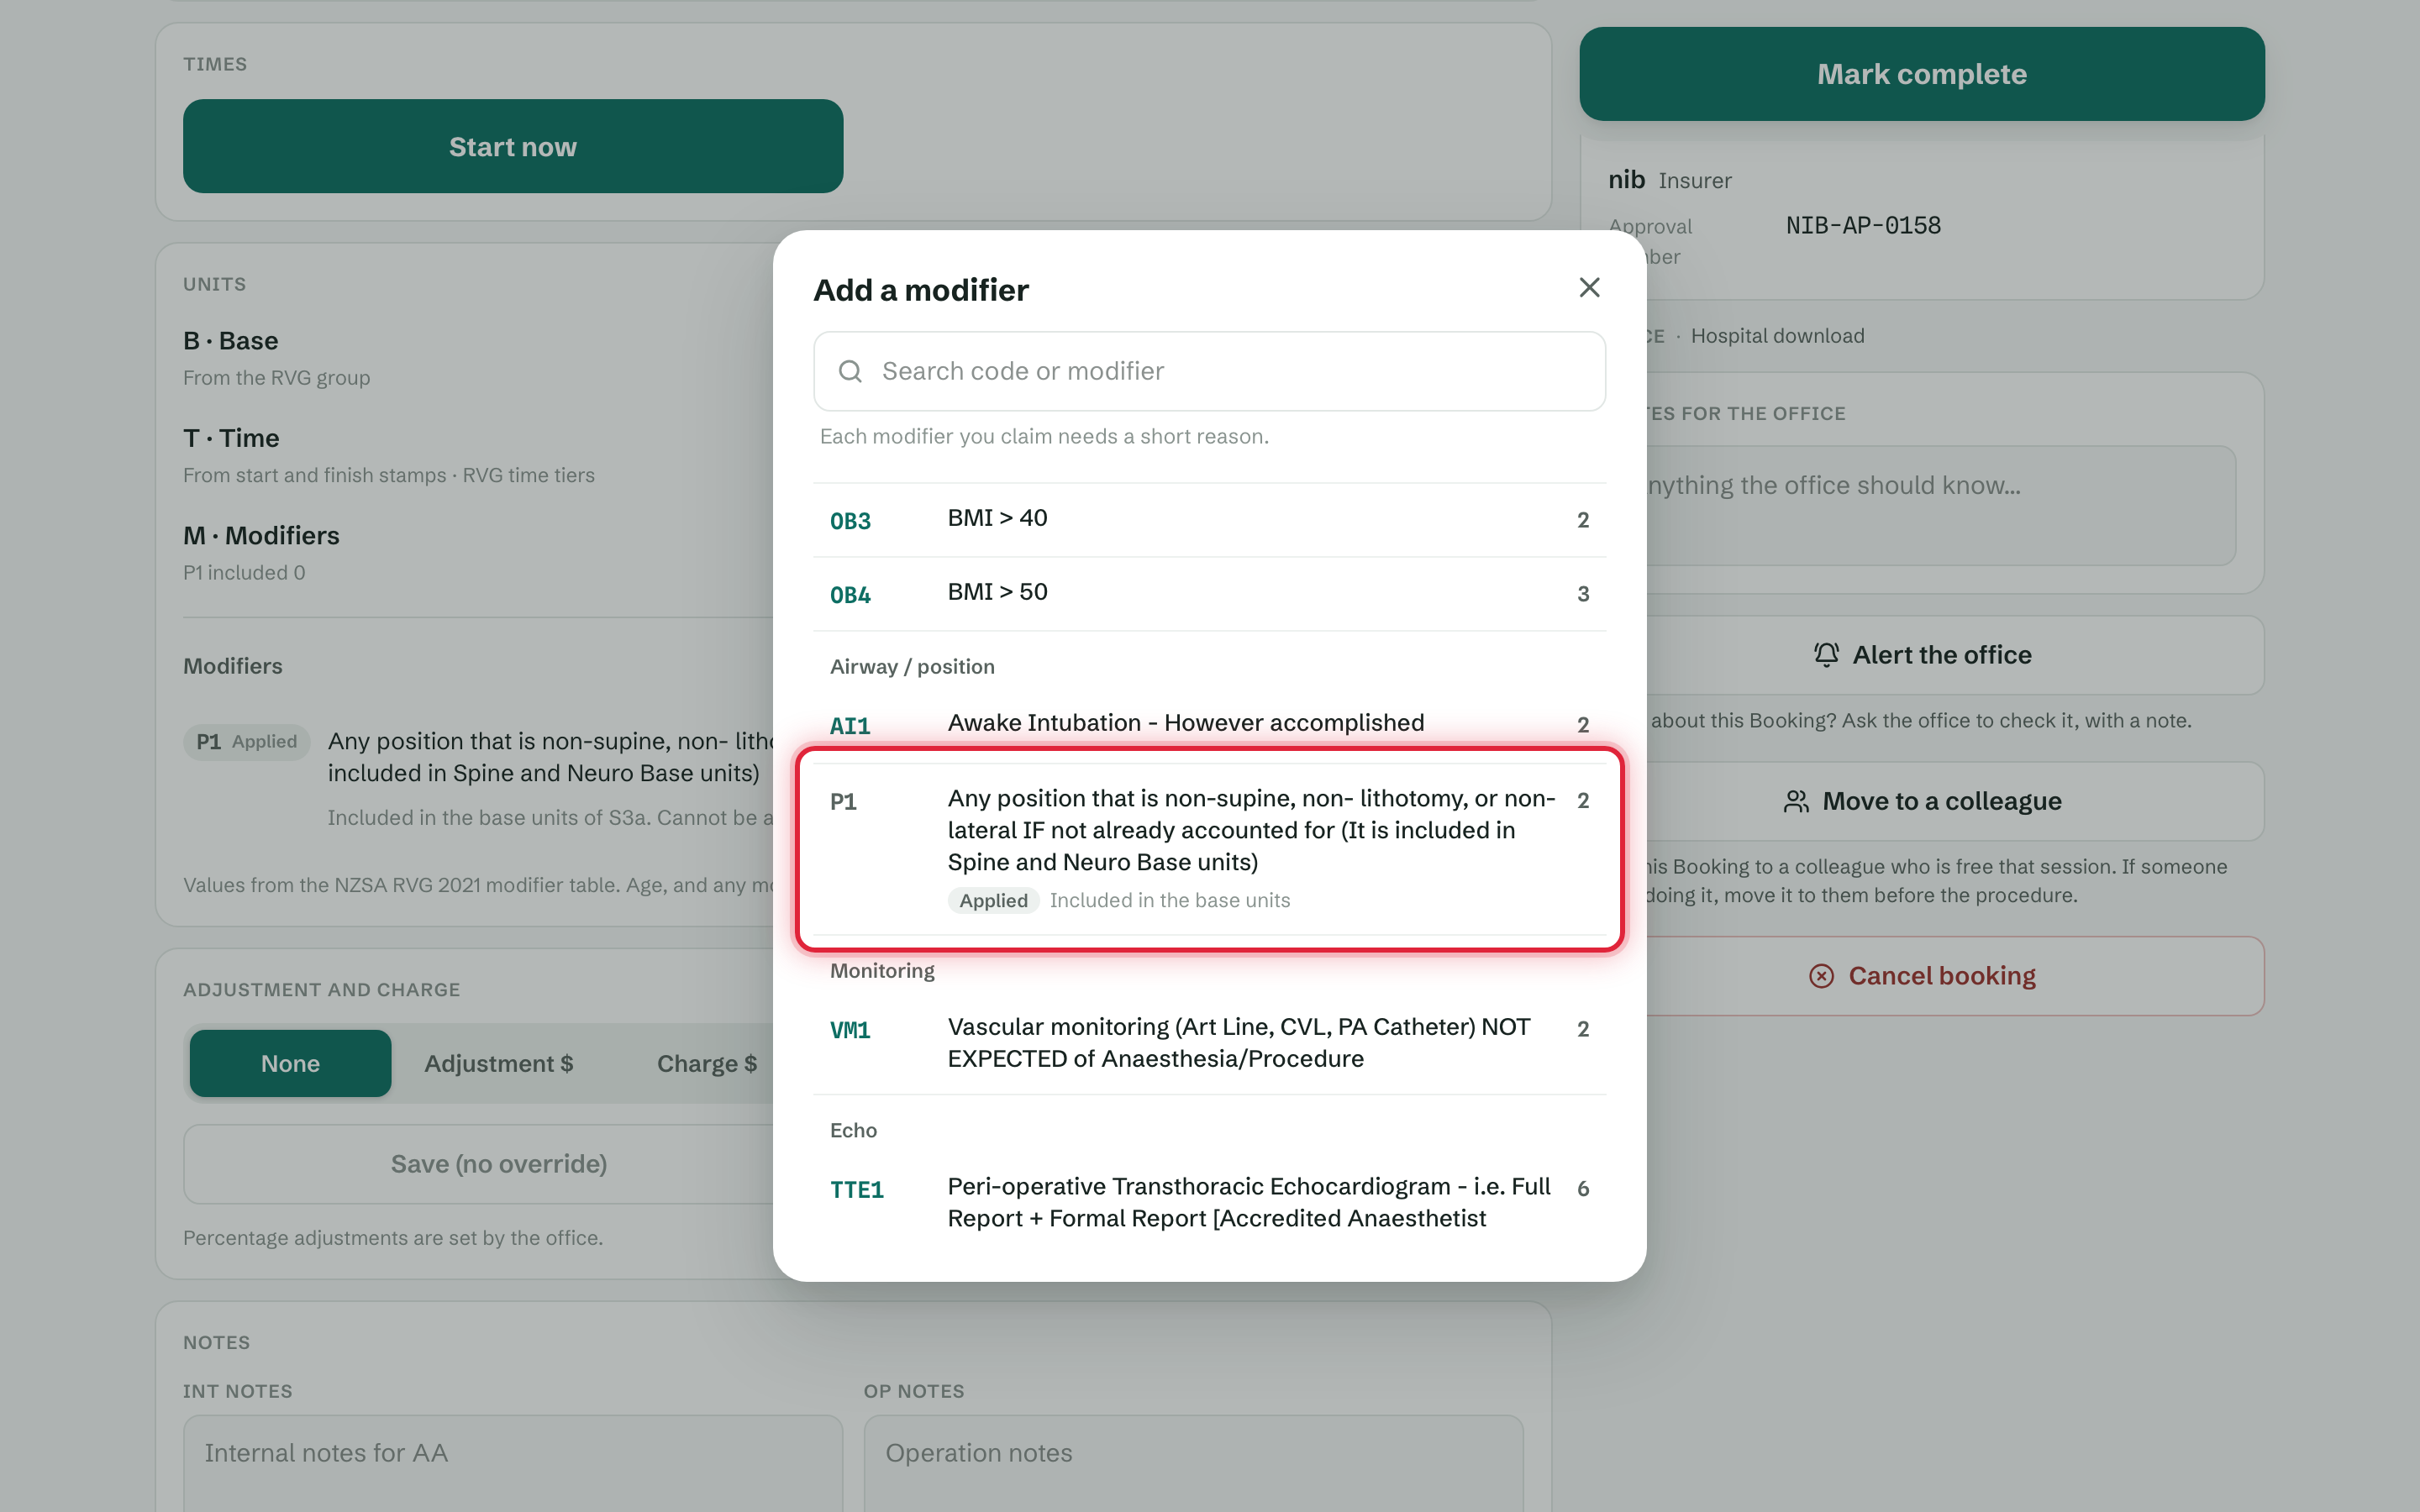 TIMES
Start now
UNITS
B · Base
From the RVG group
T · Time
From start and finish stamps · RVG time tiers
M · Modifiers
P1 included 0
Modifiers
P1 Applied
Any position that is non-supine, non-
included in Spine and Neuro Base units)
Included in the base units of S3a. Cannot be
Values from the NZSA RVG 2021 modifier table. Age, and any
ADJUSTMENT AND CHARGE
None
Adjustment $
Charge $
Save (no override)
Percentage adjustments are set by the office.
NOTES
INT NOTES
Internal notes for AA
OP NOTES
Operation notes
Add a modifier
Search code or modifier
Each modifier you claim needs a short reason.
OB3 BMI > 40 2
OB4 BMI > 50 3
Airway / position
AI1 Awake Intubation - However accomplished 2
P1 Any position that is non-supine, non- lithotomy, or non- 2
lateral IF not already accounted for (It is included in
Spine and Neuro Base units)
Applied Included in the base units
Monitoring
VM1 Vascular monitoring (Art Line, CVL, PA Catheter) NOT 2
EXPECTED of Anaesthesia/Procedure
Echo
TTE1 Peri-operative Transthoracic Echocardiogram - i.e. Full 6
Report + Formal Report [Accredited Anaesthetist
Mark complete
nib Insurer
Approval NIB-AP-0158
· Hospital download
FOR THE OFFICE
the office should know...
Alert the office
about this Booking? Ask the office to check it, with a note.
Move to a colleague
Booking to a colleague who is free that session. If someone
doing it, move it to them before the procedure.
Cancel booking